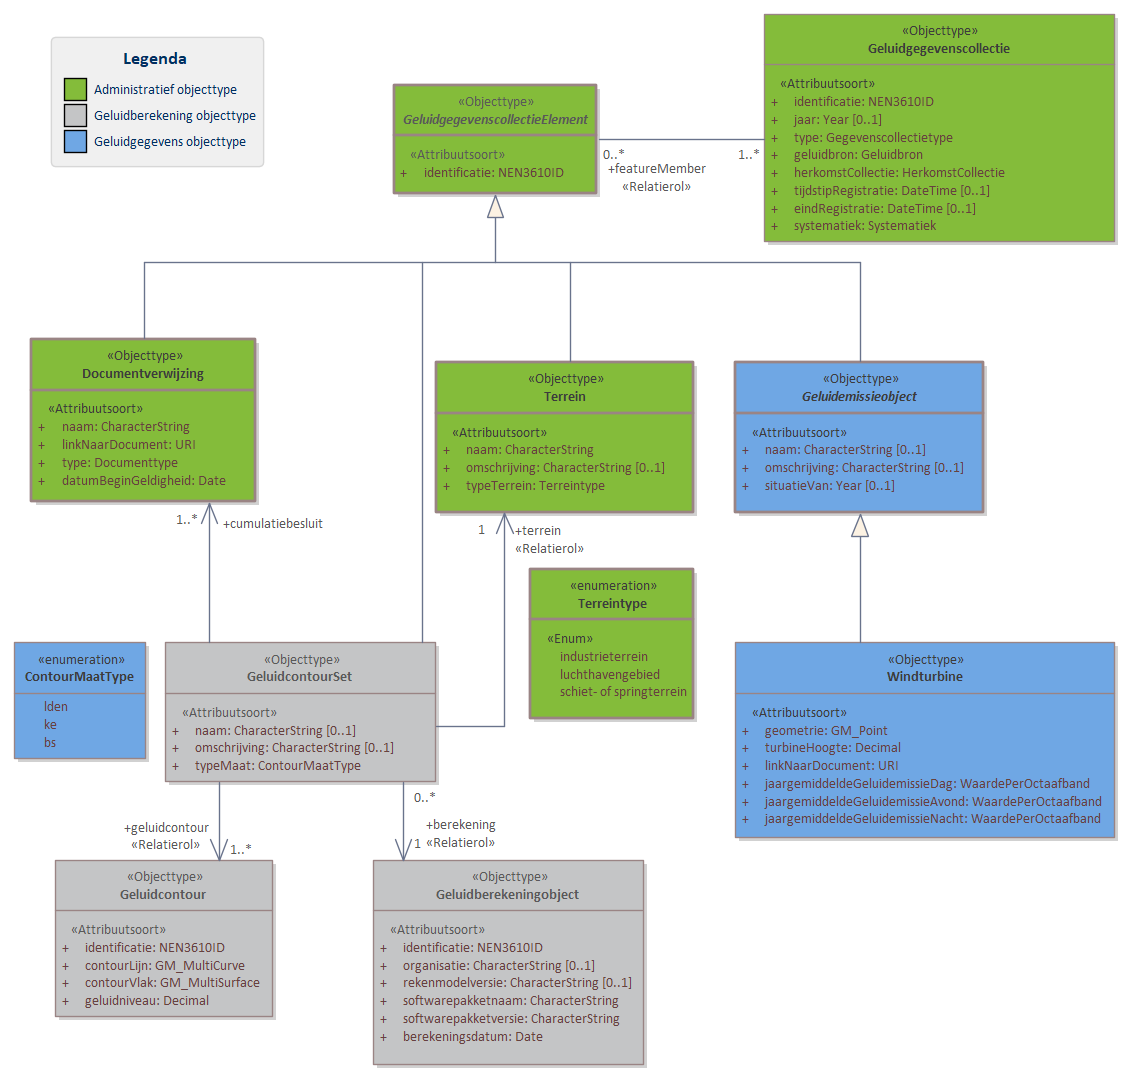 Legenda
Administratief objecttype
Geluidberekening objecttype
Geluidgegevens objecttype
«Objecttype»
GeluidgegevenscollectieElement
«Attribuutsoort»
+ identificatie: NEN3610ID
«Objecttype»
Geluidgegevenscollectie
«Attribuutsoort»
+ identificatie: NEN3610ID
+ jaar: Year [0..1]
+ type: Gegevenscollectietype
+ geluidbron: Geluidbron
+ herkomstCollectie: HerkomstCollectie
+ tijdstipRegistratie: DateTime [0..1]
+ eindRegistratie: DateTime [0..1]
+ systematiek: Systematiek
0..*
1..*
+featureMember
«Relatierol»
«Objecttype»
Documentverwijzing
«Attribuutsoort»
+ naam: CharacterString
+ linkNaarDocument: URI
+ type: Documenttype
+ datumBeginGeldigheid: Date
«Objecttype»
Terrein
«Attribuutsoort»
+ naam: CharacterString
+ omschrijving: CharacterString [0..1]
+ typeTerrein: Terreintype
«Objecttype»
Geluidemissieobject
«Attribuutsoort»
+ naam: CharacterString [0..1]
+ omschrijving: CharacterString [0..1]
+ situatieVan: Year [0..1]
1..*
+cumulatiebesluit
1
+terrein
«Relatierol»
«enumeration»
Terreintype
«Enum»
industrieterrein
luchthavengebied
schiet- of springterrein
«enumeration»
ContourMaatType
lden
ke
bs
«Objecttype»
GeluidcontourSet
«Attribuutsoort»
+ naam: CharacterString [0..1]
+ omschrijving: CharacterString [0..1]
+ typeMaat: ContourMaatType
«Objecttype»
Windturbine
«Attribuutsoort»
+ geometrie: GM_Point
+ turbineHoogte: Decimal
+ linkNaarDocument: URI
+ jaargemiddeldeGeluidemissieDag: WaardePerOctaafband
+ jaargemiddeldeGeluidemissieAvond: WaardePerOctaafband
+ jaargemiddeldeGeluidemissieNacht: WaardePerOctaafband
+geluidcontour
«Relatierol»
1..*
0..*
+berekening
1
«Relatierol»
«Objecttype»
Geluidcontour
«Attribuutsoort»
+ identificatie: NEN3610ID
+ contourLijn: GM_MultiCurve
+ contourVlak: GM_MultiSurface
+ geluidniveau: Decimal
«Objecttype»
Geluidberekeningobject
«Attribuutsoort»
+ identificatie: NEN3610ID
+ organisatie: CharacterString [0..1]
+ rekenmodelversie: CharacterString [0..1]
+ softwarepakketnaam: CharacterString
+ softwarepakketversie: CharacterString
+ berekeningsdatum: Date